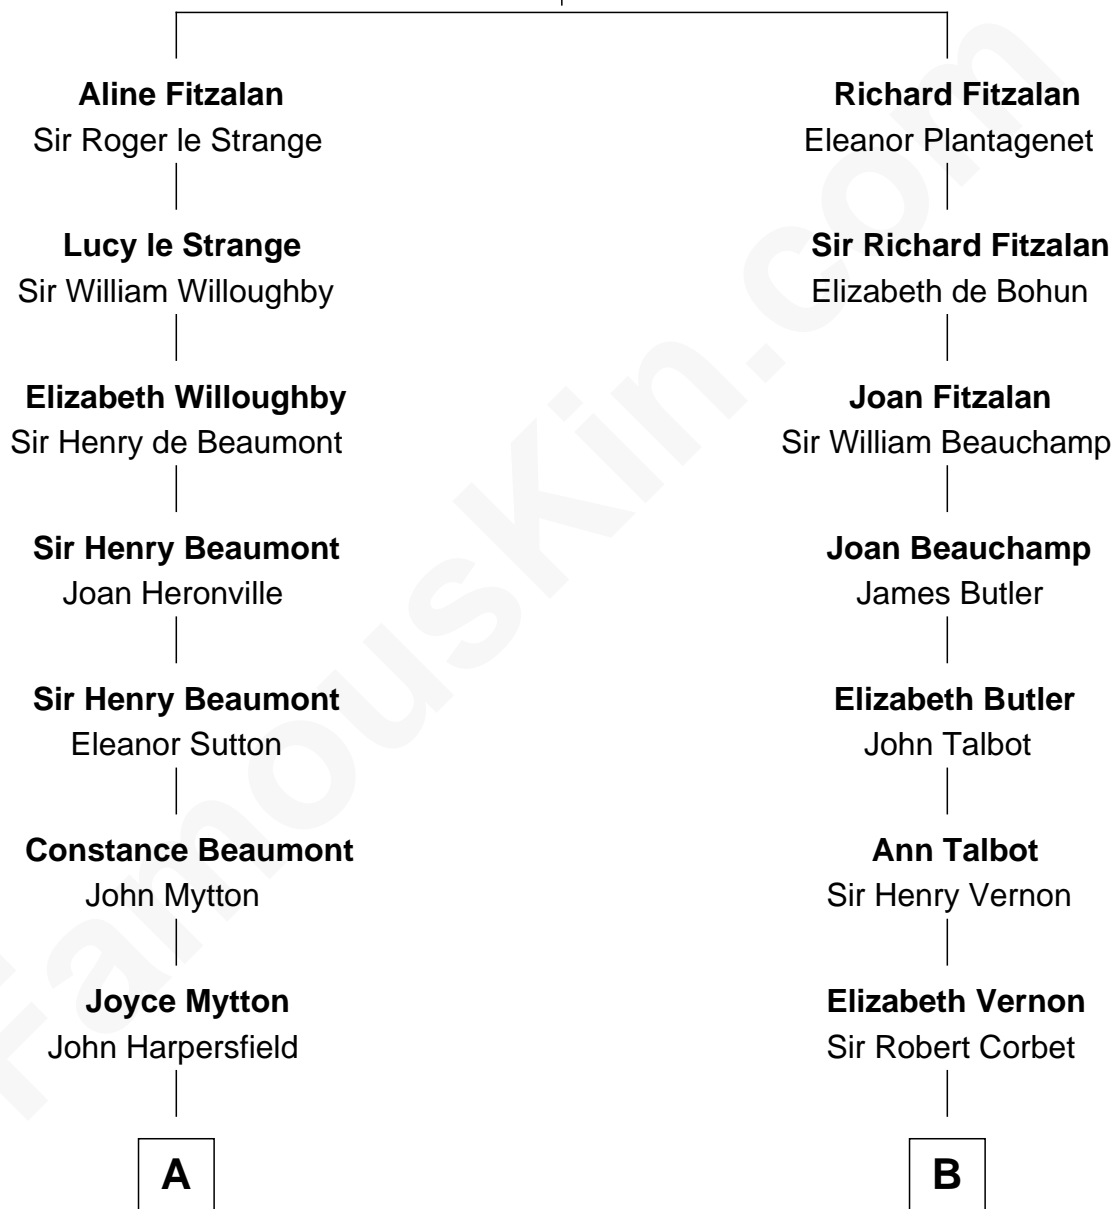 Aline Fitzalan
Sir Roger le Strange
Lucy le Strange
Sir William Willoughby
Elizabeth Willoughby
Sir Henry de Beaumont
Sir Henry Beaumont
Joan Heronville
Sir Henry Beaumont
Eleanor Sutton
Constance Beaumont
John Mytton
Joyce Mytton
John Harpersfield
A
Richard Fitzalan
Eleanor Plantagenet
Sir Richard Fitzalan
Elizabeth de Bohun
Joan Fitzalan
Sir William Beauchamp
Joan Beauchamp
James Butler
Elizabeth Butler
John Talbot
Ann Talbot
Sir Henry Vernon
Elizabeth Vernon
Sir Robert Corbet
B
FamousKin.com